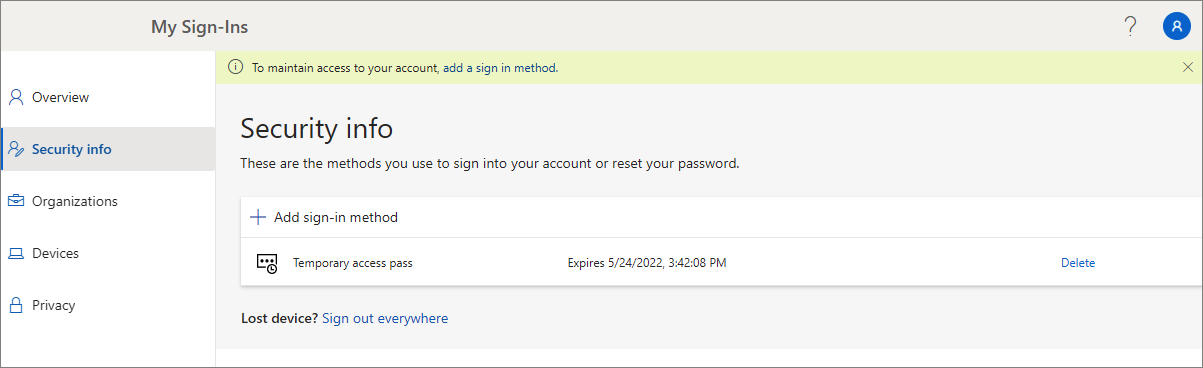 My Sign-Ins
?
To maintain access to your account, add a sign in method.
Overview
Security info
Organizations
Devices
Privacy
Security info
These are the methods you use to sign into your account or reset your password.
Add sign-in method
Temporary access pass Expires 5/24/2022, 3:42:08 PM Delete
Lost device? Sign out everywhere